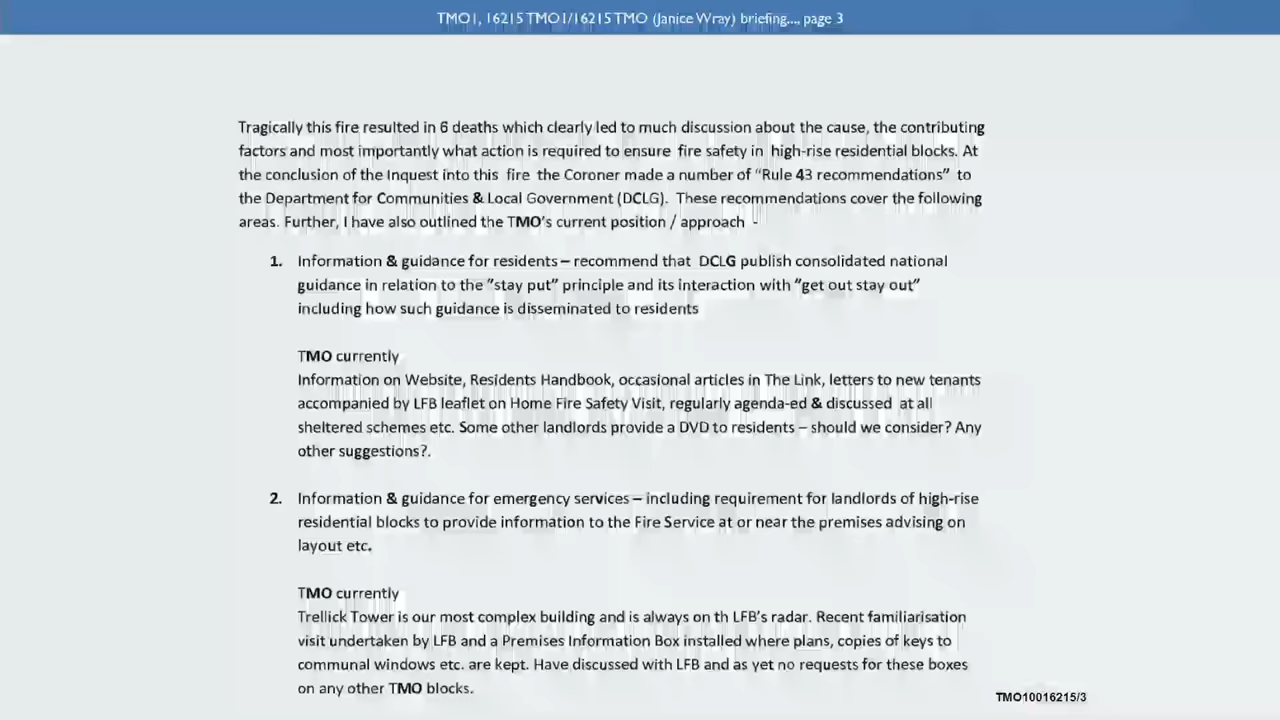 TMO1, 16215 TMO1/16215 TMO (Janice Wray) briefing..., page 3
Tragically this fire resulted in 6 deaths which clearly led to much discussion about the cause, the contributing
factors and most importantly what action is required to ensure fire safety in high-rise residential blocks. At
the conclusion of the Inquest into this fire the Coroner made a number of “Rule 43 recommendations” to
the Department for Communities & Local Government (DCLG). These recommendations cover the following
areas. Further, I have also outlined the TMO’s current position / approach -
1. Information & guidance for residents – recommend that DCLG publish consolidated national
guidance in relation to the “stay put” principle and its interaction with “get out stay out”
including how such guidance is disseminated to residents
TMO currently
Information on Website, Residents Handbook, occasional articles in The Link, letters to new tenants
accompanied by LFB leaflet on Home Fire Safety Visit, regularly agenda-ed & discussed at all
sheltered schemes etc. Some other landlords provide a DVD to residents – should we consider? Any
other suggestions?.
2. Information & guidance for emergency services – including requirement for landlords of high-rise
residential blocks to provide information to the Fire Service at or near the premises advising on
layout etc.
TMO currently
Trellick Tower is our most complex building and is always on th LFB’s radar. Recent familiarisation
visit undertaken by LFB and a Premises Information Box installed where plans, copies of keys to
communal windows etc. are kept. Have discussed with LFB and as yet no requests for these boxes
on any other TMO blocks.
TMO10016215/3